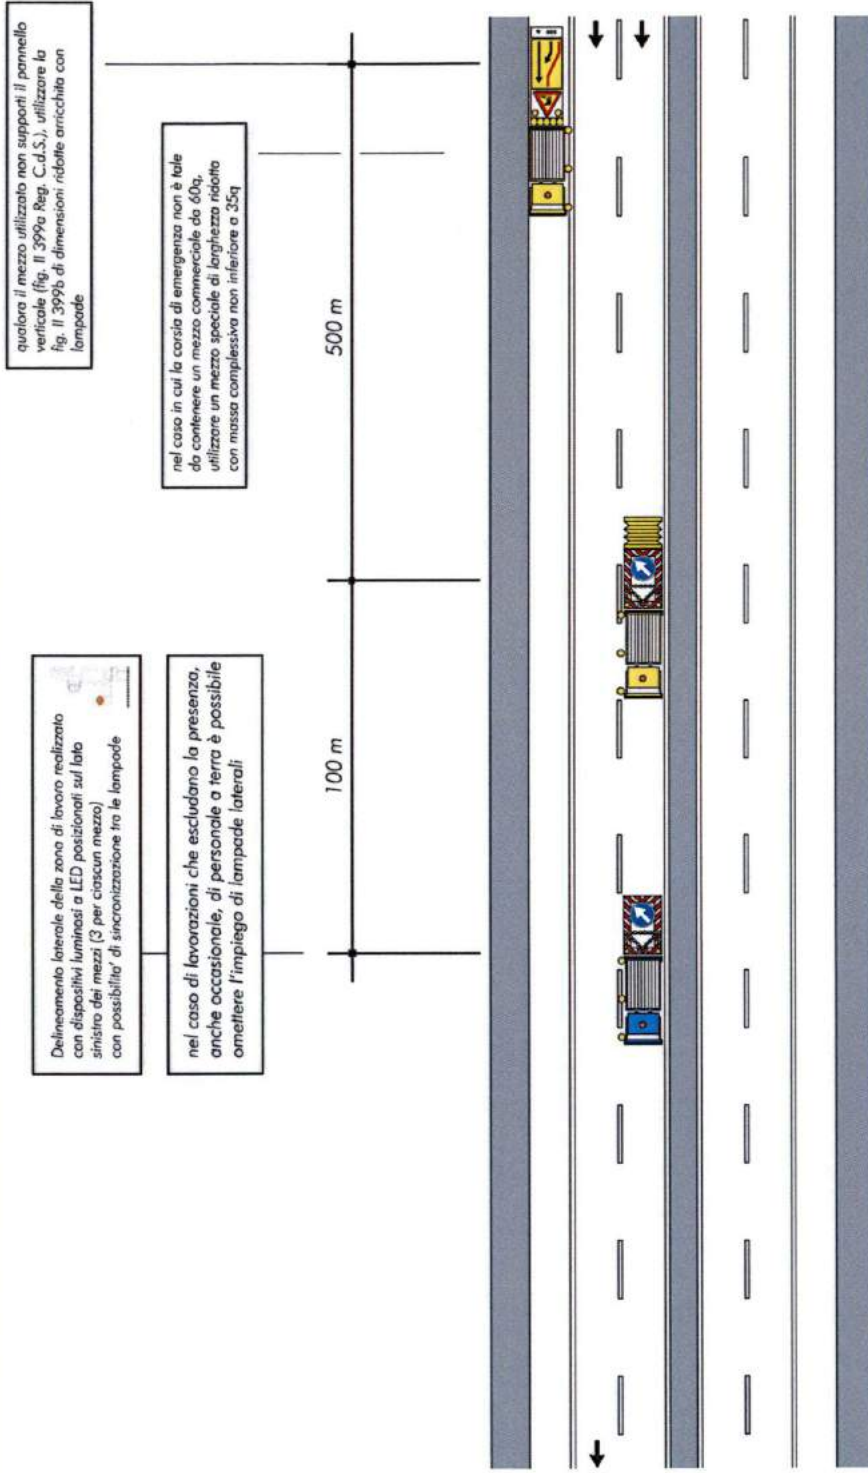 qualora il mezzo utilizzato non supporti il pannello
verticale (fig. II 399a Reg. C.d.S.), utilizzare la
fig. II 399b di dimensioni ridotte arricchita con
lampade
nel caso in cui la corsia di emergenza non è tale
da contenere un mezzo commerciale da 60q,
utilizzare un mezzo speciale di larghezza ridotta
con massa complessiva non inferiore a 35q
500 m
Delineamento laterale della zona di lavoro realizzato
con dispositivi luminosi a LED posizionati sul lato
sinistro dei mezzi (3 per ciascun mezzo)
con possibilita' di sincronizzazione tra le lampade
nel caso di lavorazioni che escludano la presenza,
anche occasionale, di personale a terra è possibile
omettere l'impiego di lampade laterali
100 m